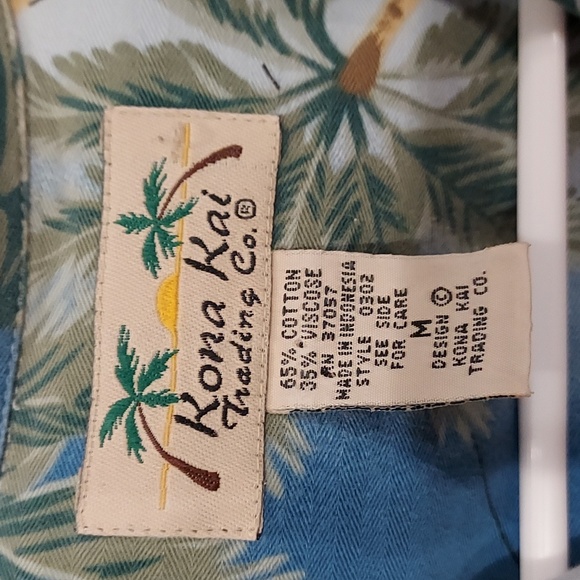 Kona Kai
Trading Co.®
65% COTTON
35% VISCOSE
RN 37057
MADE IN INDONESIA
STYLE 0302
SEE SIDE
FOR CARE
M
DESIGN ©
KONA KAI
TRADING CO.